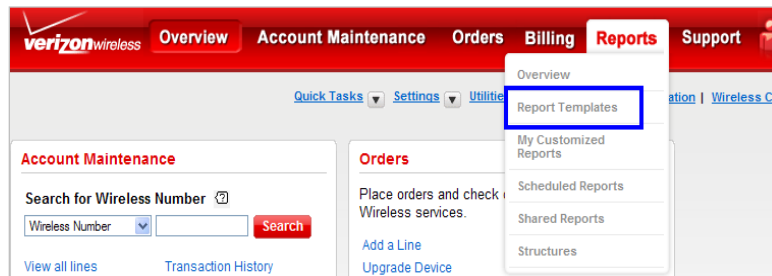 verizonwireless Overview Account Maintenance Orders Billing Reports Support
Overview
Report Templates
My Customized
Reports
Scheduled Reports
Shared Reports
Structures
Quick Tasks Settings Wireless
Account Maintenance
Search for Wireless Number
Wireless Number Search
View all lines Transaction History
Orders
Place orders and check
Wireless services.
Add a Line
Upgrade Device